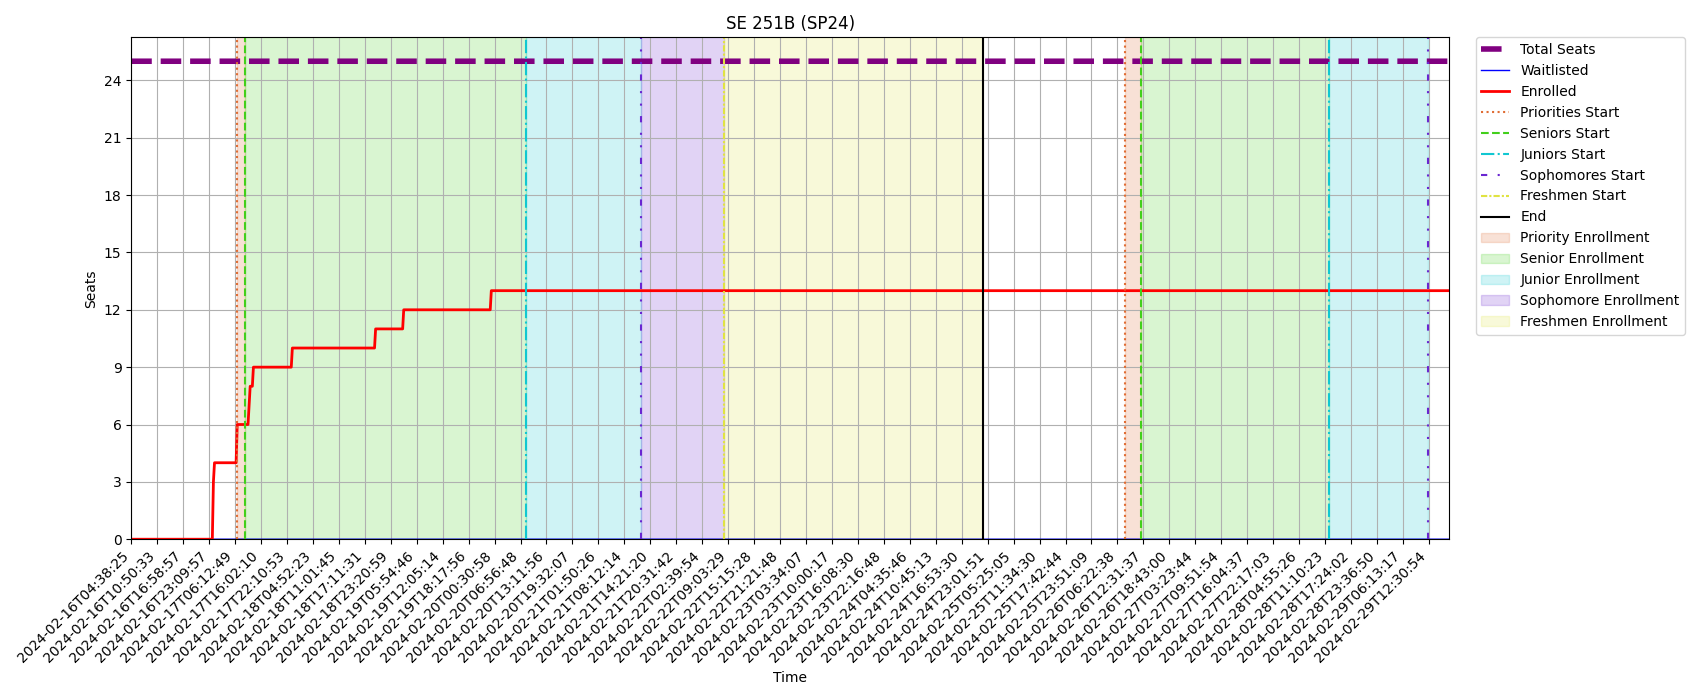 SE 251B (SP24)
Seats
24
21
18
15
12
9
6
3
0
2024-02-16T04:38:25
2024-02-16T10:50:33
2024-02-16T16:58:57
2024-02-16T23:09:57
2024-02-17T06:12:49
2024-02-17T16:02:10
2024-02-17T22:10:53
2024-02-18T04:52:23
2024-02-18T11:01:45
2024-02-18T17:11:31
2024-02-18T23:20:59
2024-02-19T05:54:46
2024-02-19T12:05:14
2024-02-19T18:17:56
2024-02-20T00:30:58
2024-02-20T06:56:48
2024-02-20T13:11:56
2024-02-20T19:32:07
2024-02-21T01:50:26
2024-02-21T08:12:14
2024-02-21T14:21:20
2024-02-21T20:31:42
2024-02-22T02:39:54
2024-02-22T09:03:29
2024-02-22T15:15:28
2024-02-22T21:21:48
2024-02-23T03:34:07
2024-02-23T10:00:17
2024-02-23T16:08:30
2024-02-23T22:16:48
2024-02-24T04:35:46
2024-02-24T10:45:13
2024-02-24T16:53:30
2024-02-24T23:01:51
2024-02-25T05:25:05
2024-02-25T11:34:30
2024-02-25T17:42:44
2024-02-25T23:51:09
2024-02-26T06:22:38
2024-02-26T12:31:37
2024-02-26T18:43:00
2024-02-27T03:23:44
2024-02-27T09:51:54
2024-02-27T16:04:37
2024-02-27T22:17:03
2024-02-28T04:55:26
2024-02-28T11:10:23
2024-02-28T17:24:02
2024-02-28T23:36:50
2024-02-29T06:13:17
2024-02-29T12:30:54
Time
Total Seats
Waitlisted
Enrolled
Priorities Start
Seniors Start
Juniors Start
Sophomores Start
Freshmen Start
End
Priority Enrollment
Senior Enrollment
Junior Enrollment
Sophomore Enrollment
Freshmen Enrollment